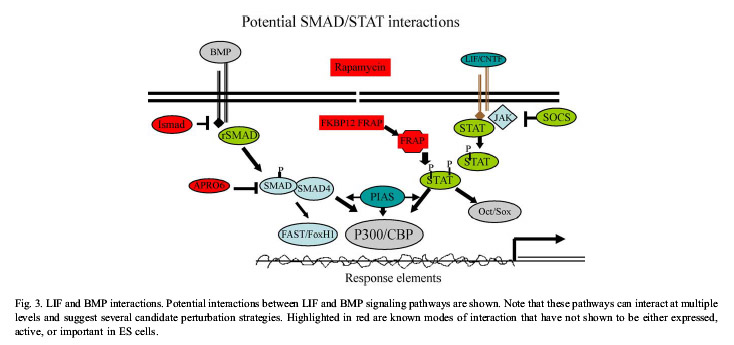 Potential SMAD/STAT interactions
BMP
LIF/CNTF
Rapamycin
Ismad
rSMAD
FKBP12/FRAP
FRAP
STAT
JAK
SOCS
P
STAT
APRO6
P
SMAD
SMAD4
P
P
STAT
PIAS
Oct/Sox
FAST/FoxH1
P300/CBP
Response elements
Fig. 3. LIF and BMP interactions. Potential interactions between LIF and BMP signaling pathways are shown. Note that these pathways can interact at multiple
levels and suggest several candidate perturbation strategies. Highlighted in red are known modes of interaction that have not shown to be either expressed,
active, or important in ES cells.